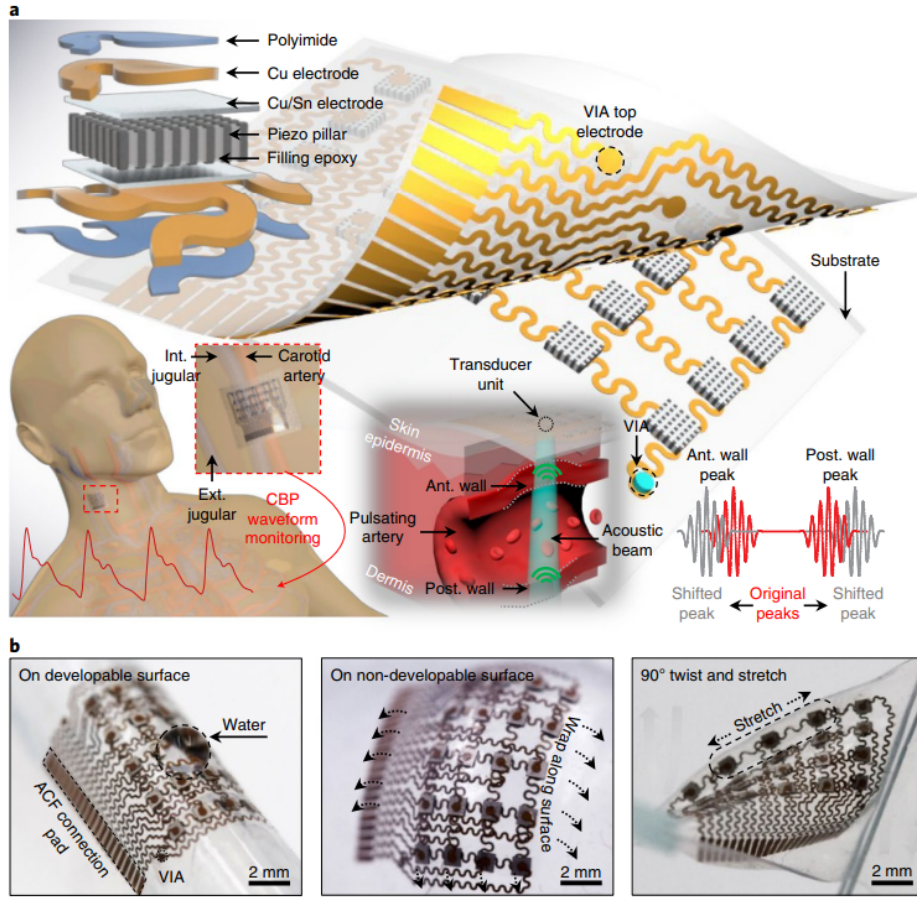 a
Polyimide
Cu electrode
Cu/Sn electrode
Piezo pillar
Filling epoxy
VIA top
electrode
Substrate
Int.
jugular
Carotid
artery
Ext.
jugular
CBP
waveform
monitoring
Transducer
unit
Skin
epidermis
Ant. wall
Pulsating
artery
Acoustic
beam
Dermis
Post. wall
VIA
Ant. wall
peak
Post. wall
peak
Shifted
peak
Original
peaks
Shifted
peak
b
On developable surface
Water
ACF connection
pad
VIA
2 mm
On non-developable surface
Wrap along surface
2 mm
90° twist and stretch
Stretch
2 mm